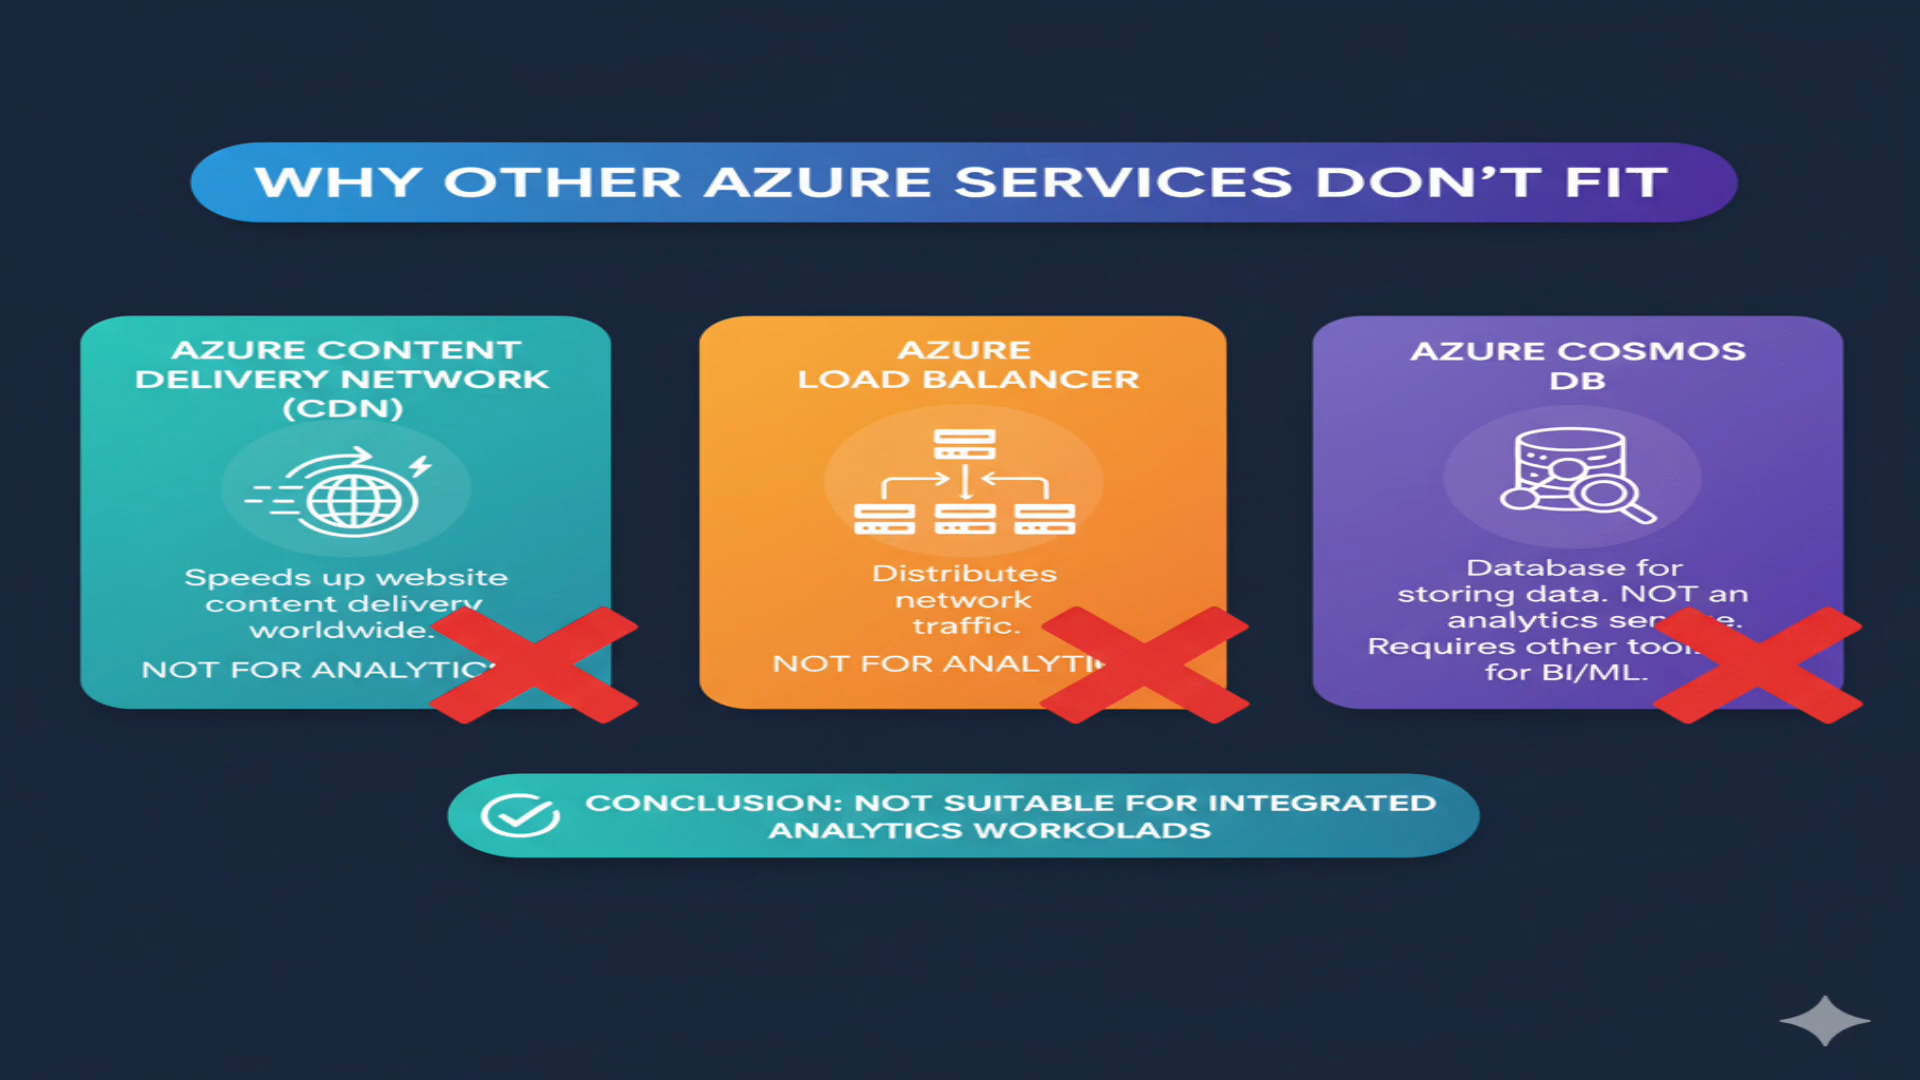 WHY OTHER AZURE SERVICES DON’T FIT
AZURE CONTENT
DELIVERY NETWORK
(CDN)
Speeds up website
content delivery
worldwide.
NOT FOR
AZURE
LOAD BALANCER
Distributes
network
traffic.
NOT FOR
AZURE COSMOS
DB
Database for
storing data. NOT an
analytics
Requires other
for BI/ML.
CONCLUSION: NOT SUITABLE FOR INTEGRATED
ANALYTICS WORKOLADS